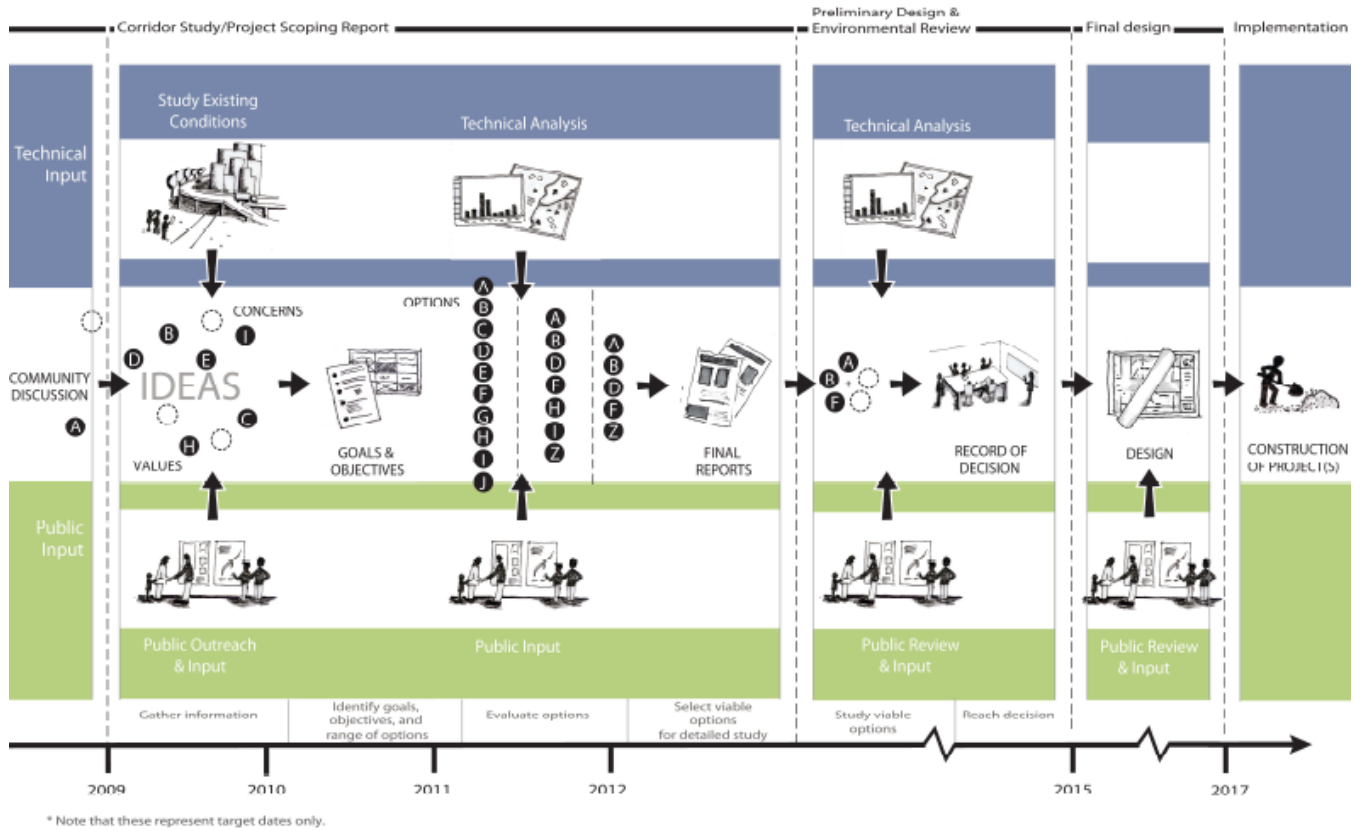 Corridor Study/Project Scoping Report
Preliminary Design &
Environmental Review
Final design
Implementation
Technical
Input
Study Existing
Conditions
Technical Analysis
Technical Analysis
COMMUNITY
DISCUSSION
A
CONCERNS
B
I
D
E
IDEAS
C
H
VALUES
GOALS &
OBJECTIVES
OPTIONS
A
B
C
D
E
F
G
H
I
J
A
B
D
F
H
I
Z
A
B
D
F
Z
FINAL
REPORTS
A
B
+
F
RECORD OF
DECISION
DESIGN
CONSTRUCTION
OF PROJECT(S)
Public
Input
Public Outreach
& Input
Public Input
Public Review
& Input
Public Review
& Input
Gather information
Identify goals,
objectives, and
range of options
Evaluate options
Select viable
options
for detailed study
Study viable
options
Reach decision
2009
2010
2011
2012
2015
2017
* Note that these represent target dates only.